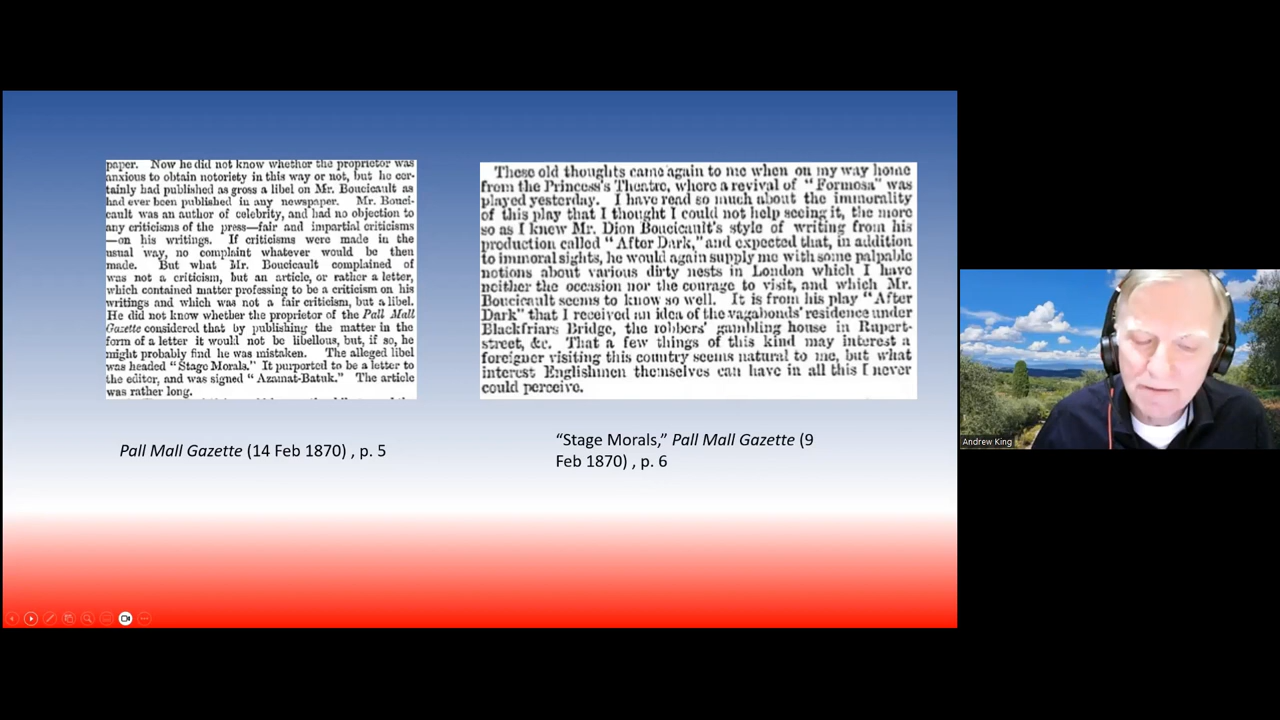 paper. Now he did not know whether the proprietor was
anxious to obtain notoriety in this way or not, but he cer-
tainly had published as gross a libel on Mr. Boucicault as
had ever been published in any newspaper. Mr. Bouci-
cault was an author of celebrity, and had no objection to
any criticisms of the press—fair and impartial criticisms
—on his writings. If criticisms were made in the
usual way, no complaint whatever would be then
made. But what Mr. Boucicault complained of
was not a criticism, but an article, or rather a letter,
which contained matter professing to be a criticism on his
writings and which was not a fair criticism, but a libel.
He did not know whether the proprietor of the Pall Mall
Gazette considered that by publishing the matter in the
form of a letter it would not be libellous, but, if so, he
might probably find he was mistaken. The alleged libel
was headed “Stage Morals.” It purported to be a letter to
the editor, and was signed “Azamat-Batuk.” The article
was rather long.
Pall Mall Gazette (14 Feb 1870) , p. 5
These old thoughts came again to me when on my way home
from the Princess's Theatre, where a revival of “Formosa” was
played yesterday. I have read so much about the immorality
of this play that I thought I could not help seeing it, the more
so as I knew Mr. Dion Boucicault's style of writing from his
production called “After Dark,” and expected that, in addition
to immoral sights, he would again supply me with some palpable
notions about various dirty nests in London which I have
neither the occasion nor the courage to visit, and which Mr.
Boucicault seems to know so well. It is from his play “After
Dark” that I received an idea of the vagabonds' residence under
Blackfriars Bridge, the robbers' gambling house in Rupert-
street, &c. That a few things of this kind may interest a
foreigner visiting this country seems natural to me, but what
interest Englishmen themselves can have in all this I never
could perceive.
“Stage Morals,” Pall Mall Gazette (9
Feb 1870) , p. 6
Andrew King